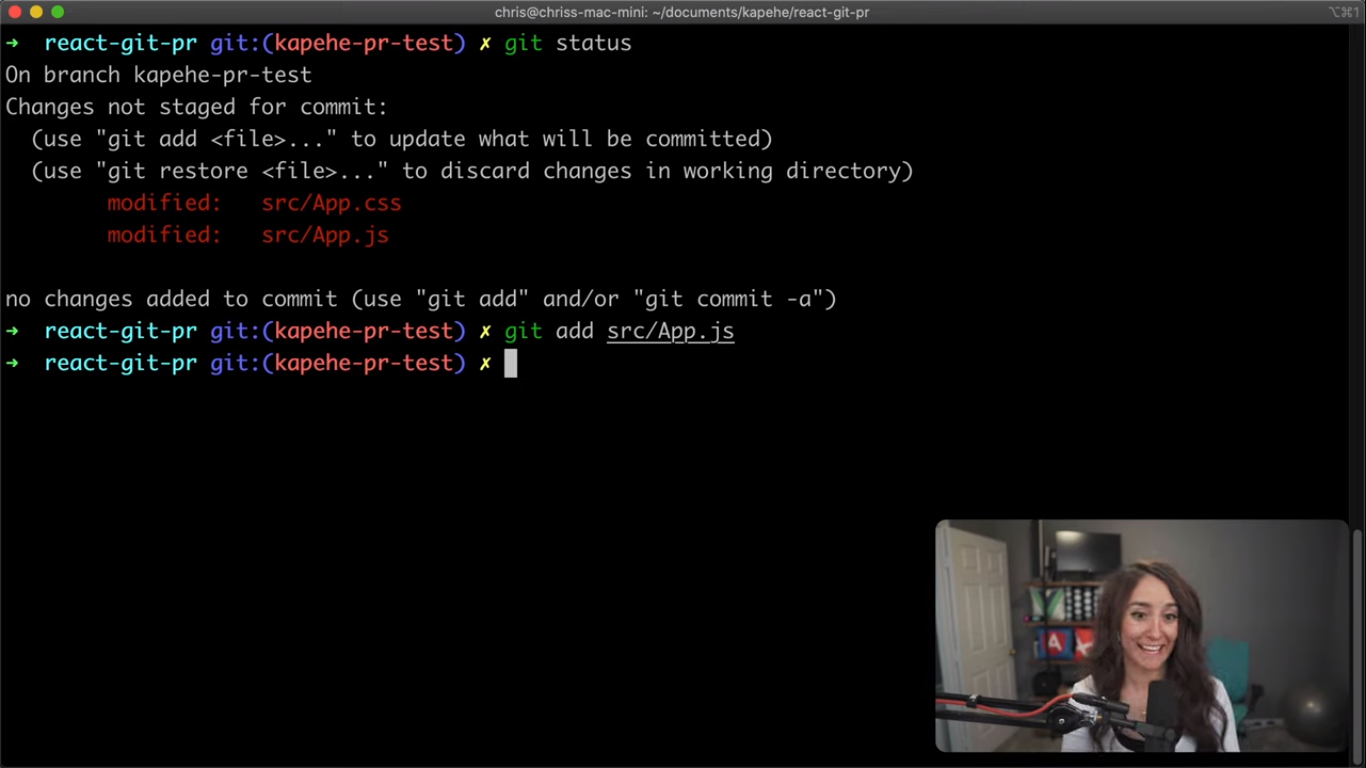 chris@chriss-mac-mini: ~/documents/kapehe/react-git-pr
⌥⌘1
➜ react-git-pr git:(kapehe-pr-test) ✗ git status
On branch kapehe-pr-test
Changes not staged for commit:
(use "git add <file>..." to update what will be committed)
(use "git restore <file>..." to discard changes in working directory)
modified: src/App.css
modified: src/App.js
no changes added to commit (use "git add" and/or "git commit -a")
➜ react-git-pr git:(kapehe-pr-test) ✗ git add src/App.js
➜ react-git-pr git:(kapehe-pr-test) ✗
A